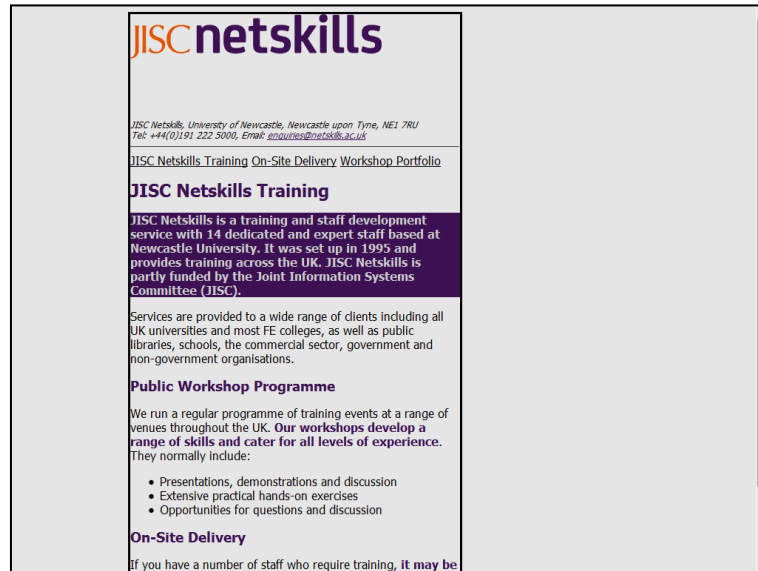 JISC netskills
JISC Netskills, University of Newcastle, Newcastle upon Tyne, NE1 7RU
Tel: +44(0)191 222 5000, Email: enquiries@netskills.ac.uk
JISC Netskills Training On-Site Delivery Workshop Portfolio
JISC Netskills Training
JISC Netskills is a training and staff development
service with 14 dedicated and expert staff based at
Newcastle University. It was set up in 1995 and
provides training across the UK. JISC Netskills is
partly funded by the Joint Information Systems
Committee (JISC).
Services are provided to a wide range of clients including all
UK universities and most FE colleges, as well as public
libraries, schools, the commercial sector, government and
non-government organisations.
Public Workshop Programme
We run a regular programme of training events at a range of
venues throughout the UK. Our workshops develop a
range of skills and cater for all levels of experience.
They normally include:
• Presentations, demonstrations and discussion
• Extensive practical hands-on exercises
• Opportunities for questions and discussion
On-Site Delivery
If you have a number of staff who require training, it may be